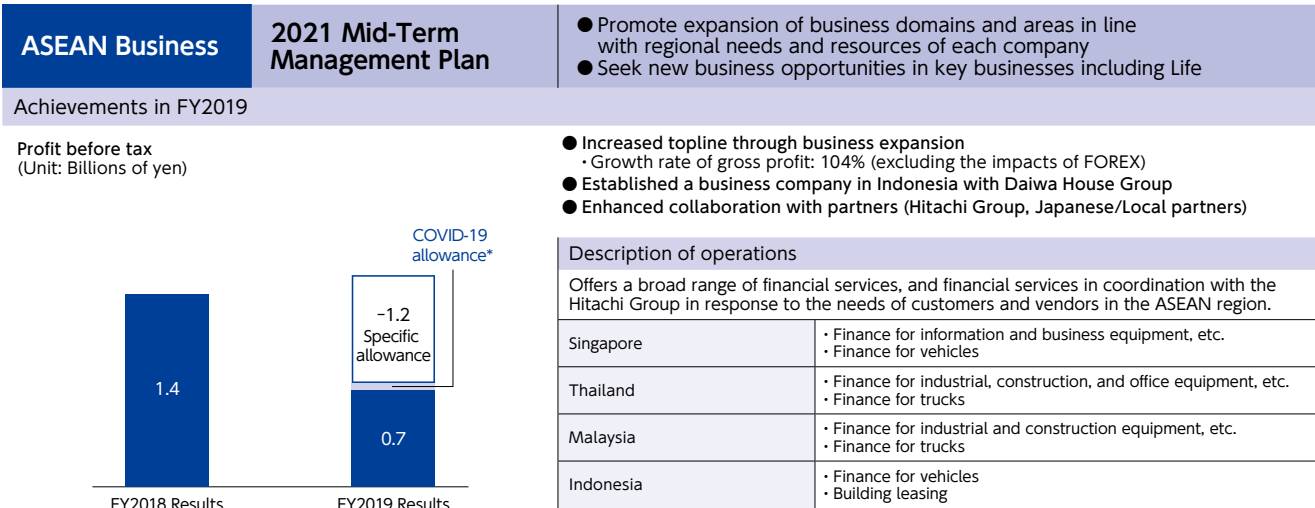 ASEAN Business
2021 Mid-Term
Management Plan
● Promote expansion of business domains and areas in line
with regional needs and resources of each company
● Seek new business opportunities in key businesses including Life
Achievements in FY2019
Profit before tax
(Unit: Billions of yen)
COVID-19
allowance*
-1.2
Specific
allowance
1.4
0.7
FY2018 Results
FY2019 Results
● Increased topline through business expansion
・Growth rate of gross profit: 104% (excluding the impacts of FOREX)
● Established a business company in Indonesia with Daiwa House Group
● Enhanced collaboration with partners (Hitachi Group, Japanese/Local partners)
Description of operations
Offers a broad range of financial services, and financial services in coordination with the
Hitachi Group in response to the needs of customers and vendors in the ASEAN region.
Singapore
・Finance for information and business equipment, etc.
・Finance for vehicles
Thailand
・Finance for industrial, construction, and office equipment, etc.
・Finance for trucks
Malaysia
・Finance for industrial and construction equipment, etc.
・Finance for trucks
Indonesia
・Finance for vehicles
・Building leasing